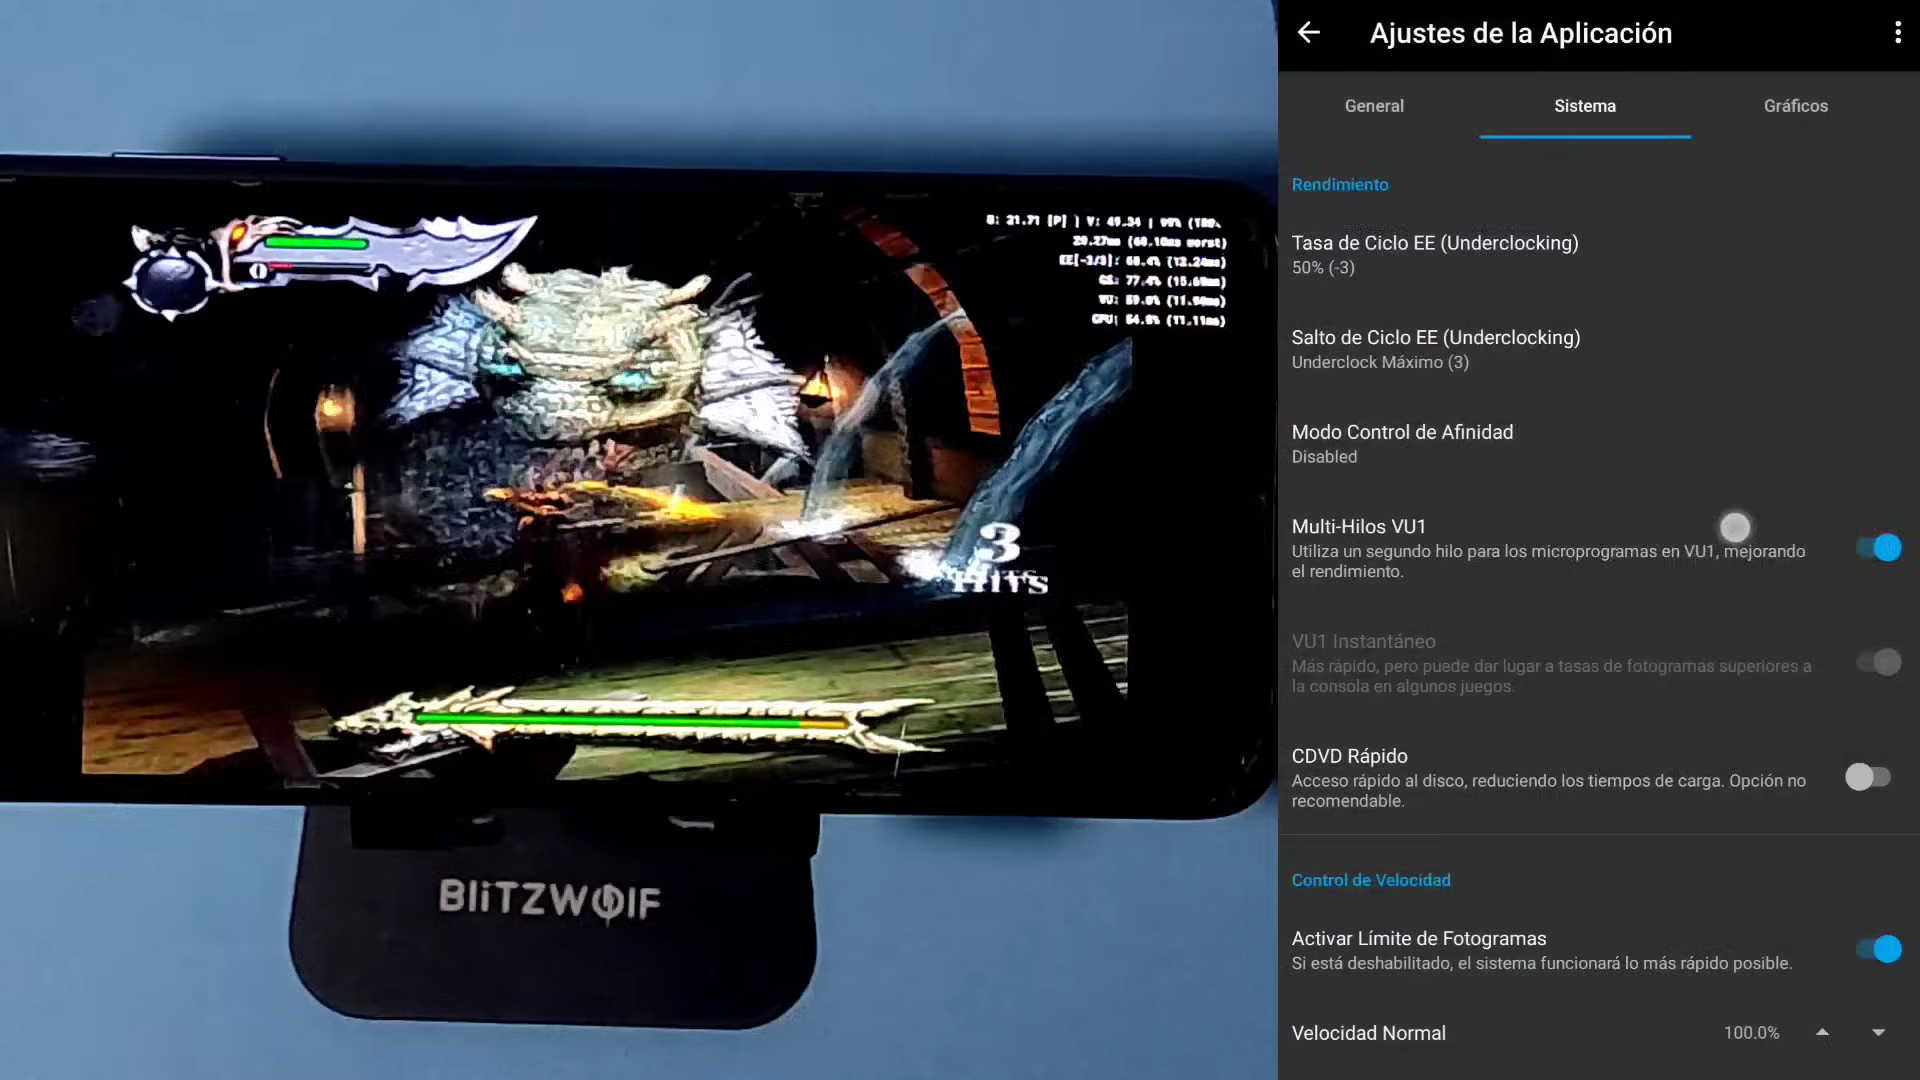 3
HITS
BLiTZWOlF
Ajustes de la Aplicación
General
Sistema
Gráficos
Rendimiento
Tasa de Ciclo EE (Underclocking)
50% (-3)
Salto de Ciclo EE (Underclocking)
Underclock Máximo (3)
Modo Control de Afinidad
Disabled
Multi-Hilos VU1
Utiliza un segundo hilo para los microprogramas en VU1, mejorando
el rendimiento.
VU1 Instantáneo
Más rápido, pero puede dar lugar a tasas de fotogramas superiores a
la consola en algunos juegos.
CDVD Rápido
Acceso rápido al disco, reduciendo los tiempos de carga. Opción no
recomendable.
Control de Velocidad
Activar Límite de Fotogramas
Si está deshabilitado, el sistema funcionará lo más rápido posible.
Velocidad Normal
100.0%